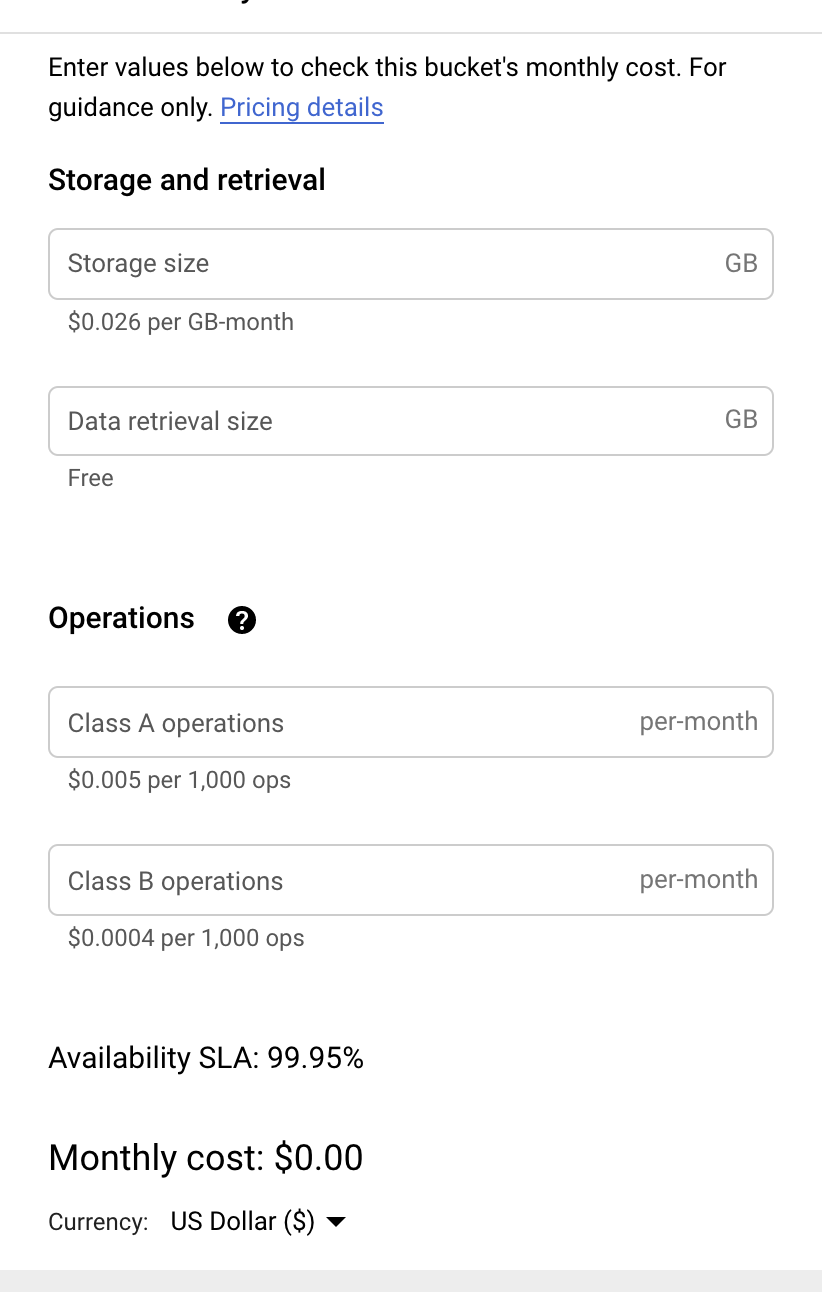 Enter values below to check this bucket's monthly cost. For
guidance only. Pricing details
Storage and retrieval
Storage size GB
$0.026 per GB-month
Data retrieval size GB
Free
Operations ?
Class A operations per-month
$0.005 per 1,000 ops
Class B operations per-month
$0.0004 per 1,000 ops
Availability SLA: 99.95%
Monthly cost: $0.00
Currency: US Dollar ($)